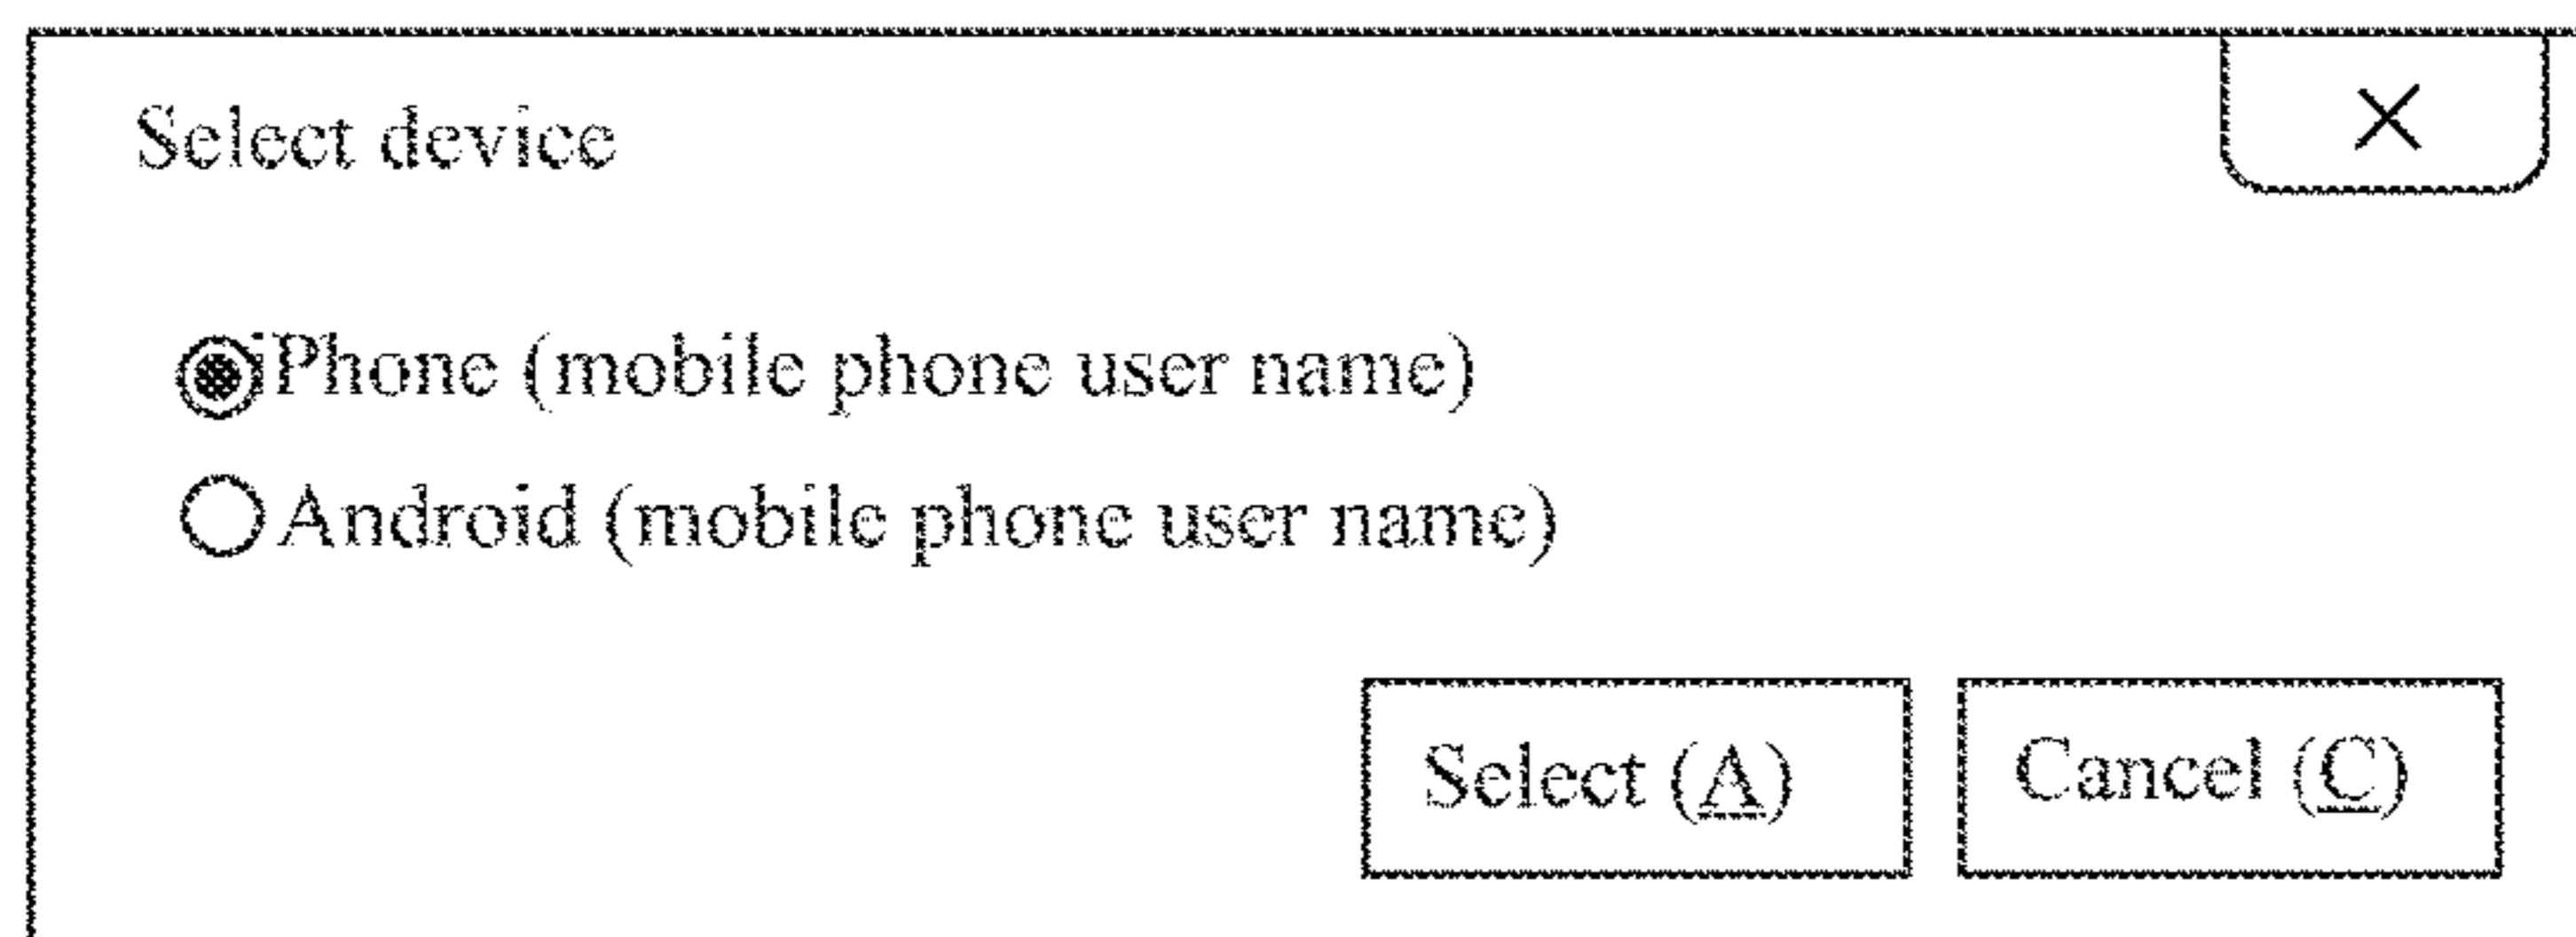 Select device
iPhone (mobile phone user name)
Android (mobile phone user name)
Select (A) Cancel (C)